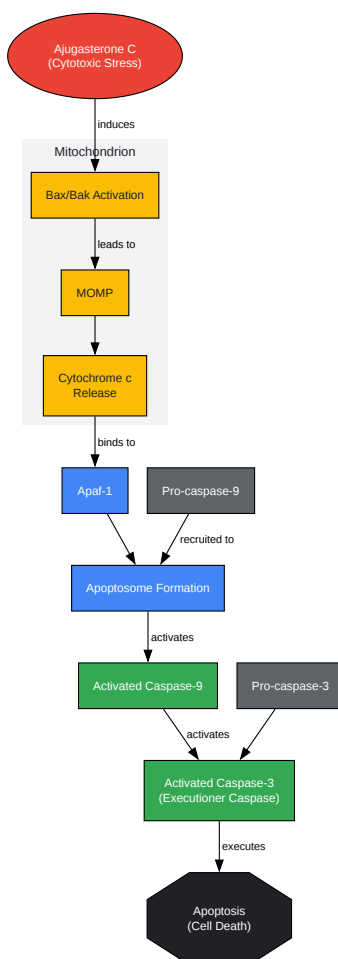 Ajugasterone C
(Cytotoxic Stress)
induces
Mitochondrion
Bax/Bak Activation
leads to
MOMP
Cytochrome c
Release
binds to
Apaf-1
Pro-caspase-9
recruited to
Apoptosome Formation
activates
Activated Caspase-9
Pro-caspase-3
activates
Activated Caspase-3
(Executioner Caspase)
executes
Apoptosis
(Cell Death)